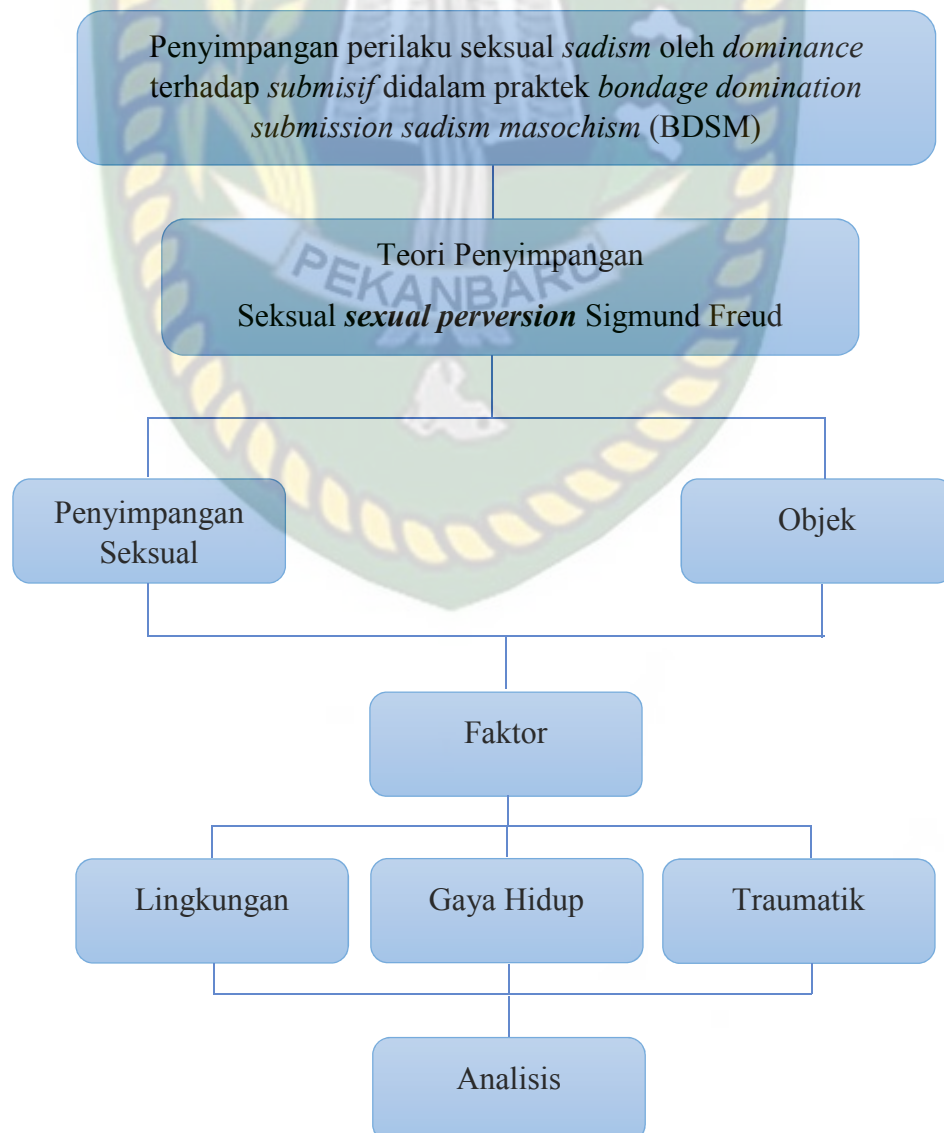 Penyimpangan perilaku seksual sadism oleh dominance
terhadap submisif didalam praktek bondage domination
submission sadism masochism (BDSM)
Teori Penyimpangan
PEKANBARU
Seksual sexual perversion Sigmund Freud
Penyimpangan
Seksual
Objek
Faktor
Lingkungan
Gaya Hidup
Traumatik
Analisis